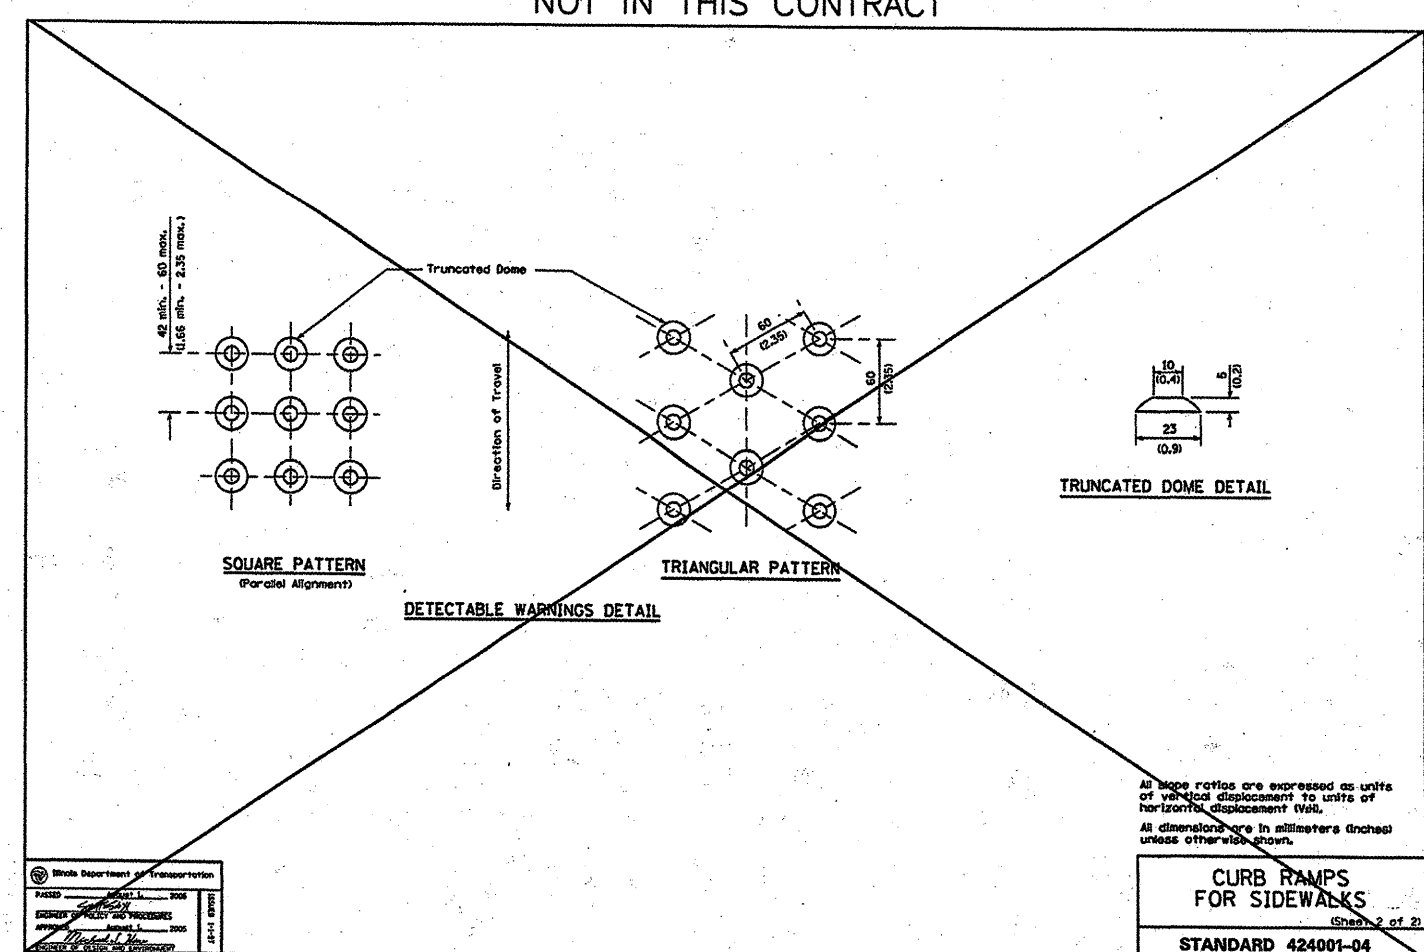 NOT IN THIS CONTRACT
42 min. - 60 max.
(1.66 min. - 2.35 max.)
Truncated Dome
Direction of Travel
60
(2.35)
60
(2.35)
10
(0.4)
5
(0.2)
23
(0.9)
TRUNCATED DOME DETAIL
SQUARE PATTERN
(Parallel Alignment)
TRIANGULAR PATTERN
DETECTABLE WARNINGS DETAIL
All slope ratios are expressed as units
of vertical displacement to units of
horizontal displacement (V:H).
All dimensions are in millimeters (inches)
unless otherwise shown.
Illinois Department of Transportation
PASSED AUGUST 1, 2005
ENGINEER OF POLICY AND PROCEDURES
APPROVED AUGUST 1, 2005
ENGINEER OF DESIGN AND ENVIRONMENT
ISSUED 1-1-97
CURB RAMPS
FOR SIDEWALKS
(Sheet 2 of 2)
STANDARD 424001-04